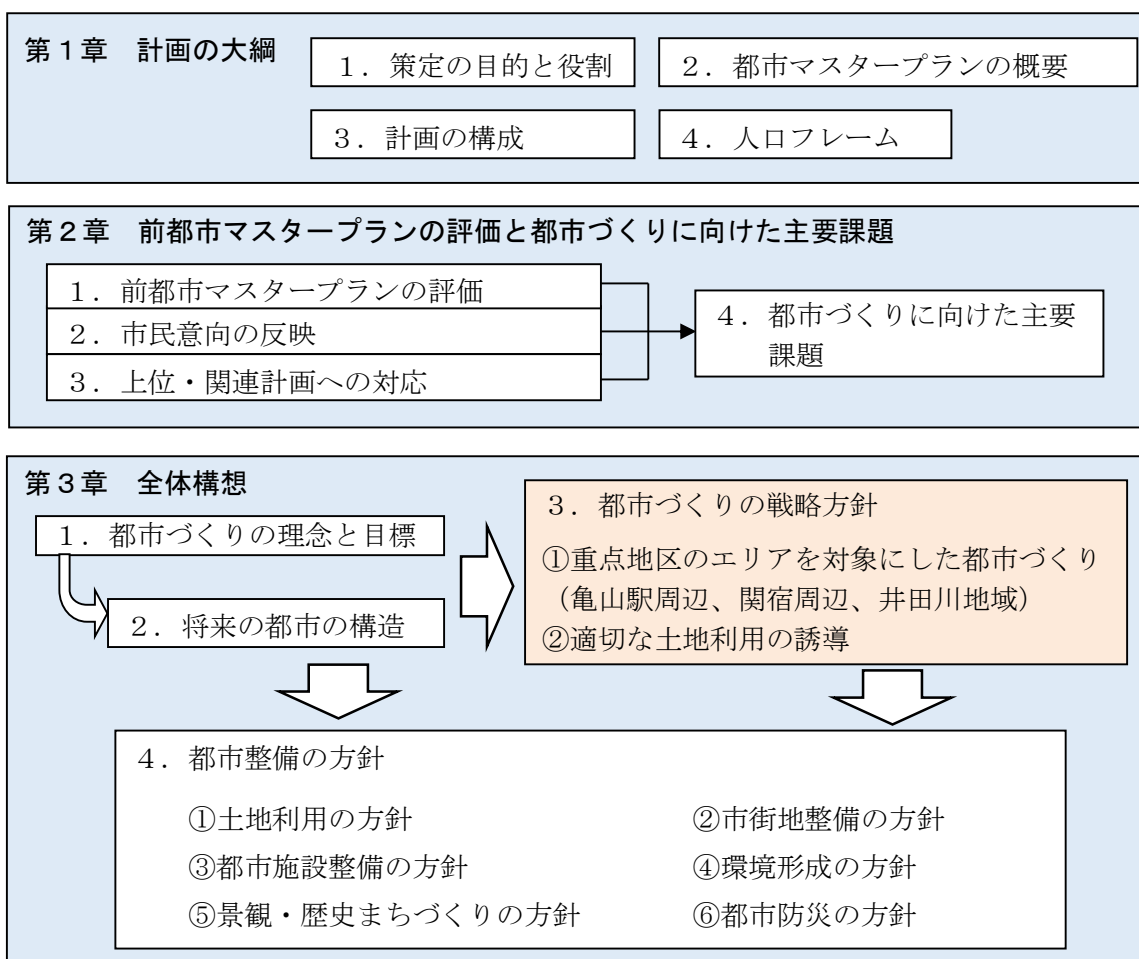 第1章 計画の大綱
1．策定の目的と役割
2．都市マスタープランの概要
3．計画の構成
4．人口フレーム
第2章 前都市マスタープランの評価と都市づくりに向けた主要課題
1．前都市マスタープランの評価
2．市民意向の反映
3．上位・関連計画への対応
4．都市づくりに向けた主要
課題
第3章 全体構想
1．都市づくりの理念と目標
2．将来の都市の構造
3．都市づくりの戦略方針
①重点地区のエリアを対象にした都市づくり
（亀山駅周辺、関宿周辺、井田川地域）
②適切な土地利用の誘導
4．都市整備の方針
①土地利用の方針
②市街地整備の方針
③都市施設整備の方針
④環境形成の方針
⑤景観・歴史まちづくりの方針
⑥都市防災の方針